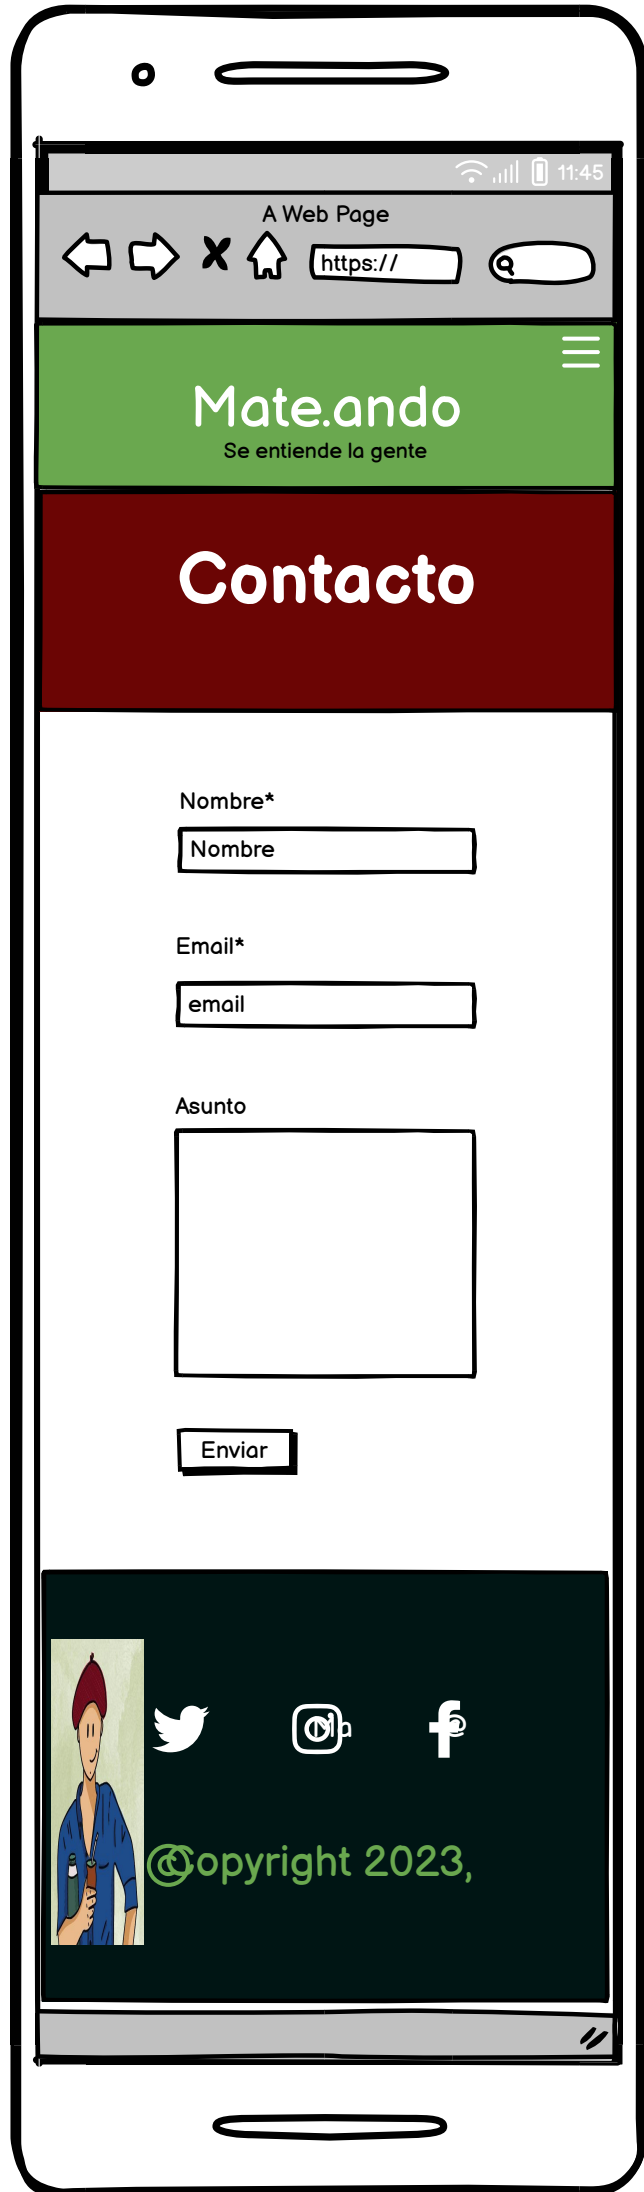 11:45
A Web Page
https://
Mate.ando
Se entiende la gente
Contacto
Nombre*
Nombre
Email*
email
Asunto
Enviar
Ma @
©Copyright 2023,